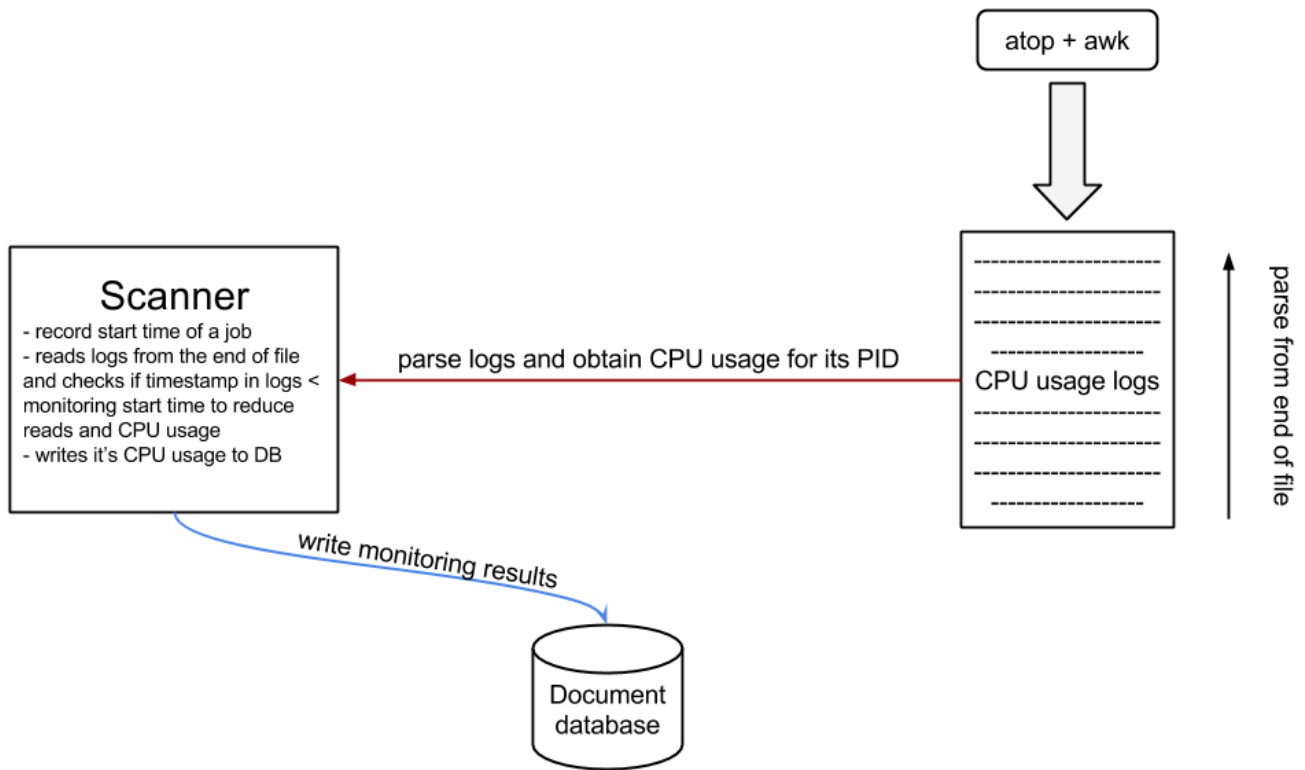 atop + awk
Scanner
- record start time of a job
- reads logs from the end of file
and checks if timestamp in logs <
monitoring start time to reduce
reads and CPU usage
- writes it's CPU usage to DB
parse logs and obtain CPU usage for its PID
CPU usage logs
parse from end of file
write monitoring results
Document
database